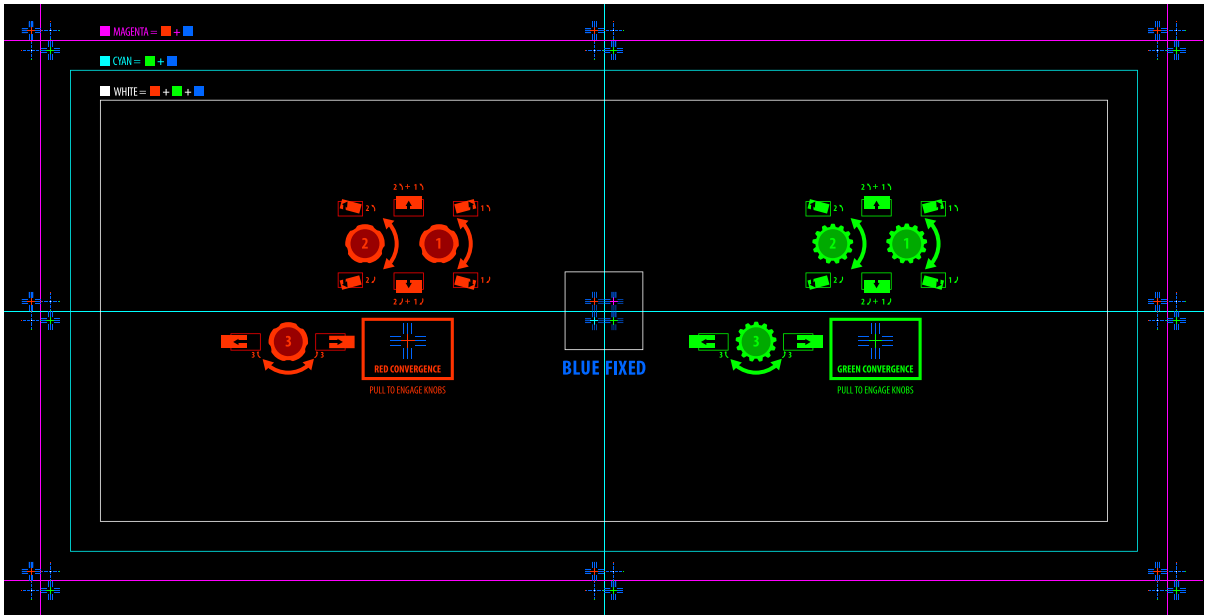 MAGENTA = +
CYAN = +
WHITE = + +
2 + 1
2 + 1
2
1
2
1
2
1
2
1
2
1
2
1
2 + 1
2 + 1
3
3
3
3
3
3
RED CONVERGENCE
PULL TO ENGAGE KNOBS
BLUE FIXED
GREEN CONVERGENCE
PULL TO ENGAGE KNOBS